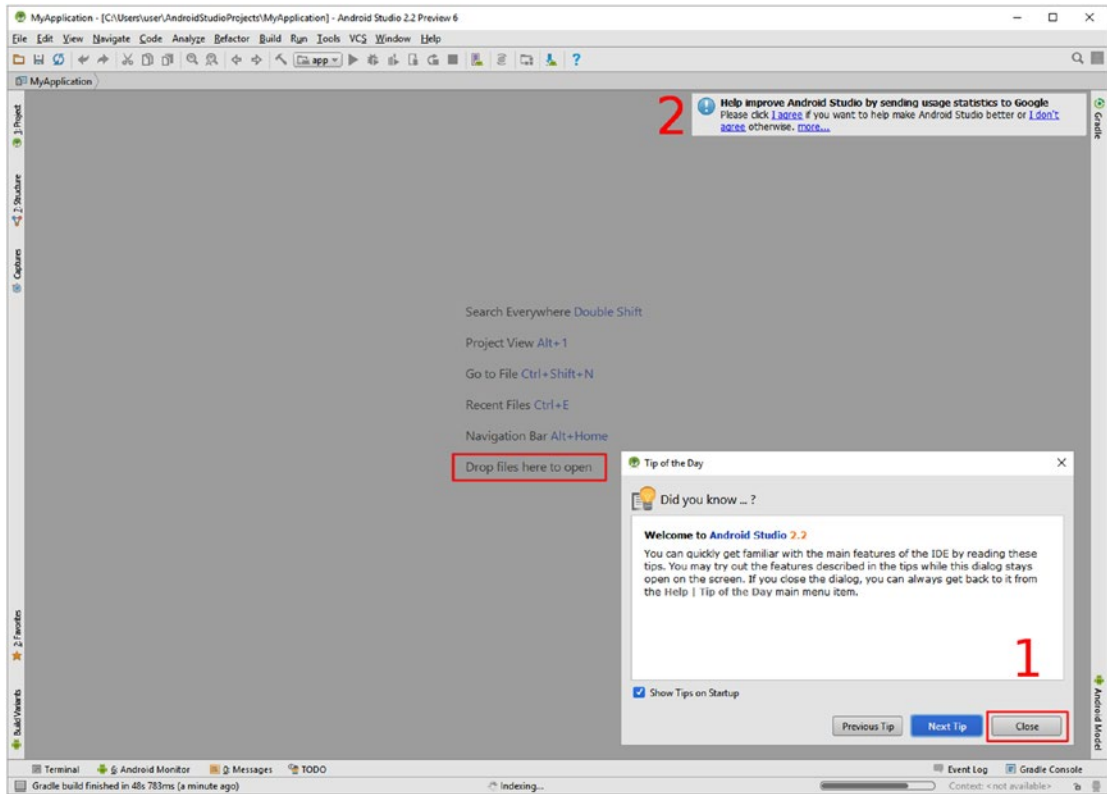 MyApplication - [C:\Users\user\AndroidStudioProjects\MyApplication] - Android Studio 2.2 Preview 6
File Edit View Navigate Code Analyze Refactor Build Run Tools VCS Window Help
app
?
MyApplication
1: Project
7: Structure
Captures
2: Favorites
Build Variants
2
Help improve Android Studio by sending usage statistics to Google
Please click I agree if you want to help make Android Studio better or I don't
agree otherwise. more...
Gradle
Search Everywhere Double Shift
Project View Alt+1
Go to File Ctrl+Shift+N
Recent Files Ctrl+E
Navigation Bar Alt+Home
Drop files here to open
Tip of the Day
Did you know ... ?
Welcome to Android Studio 2.2
You can quickly get familiar with the main features of the IDE by reading these
tips. You may try out the features described in the tips while this dialog stays
open on the screen. If you close the dialog, you can always get back to it from
the Help | Tip of the Day main menu item.
1
Show Tips on Startup
Previous Tip Next Tip Close
Android Model
Terminal 6: Android Monitor 0: Messages TODO Event Log Gradle Console
Gradle build finished in 48s 783ms (a minute ago) Indexing... Context: <not available>